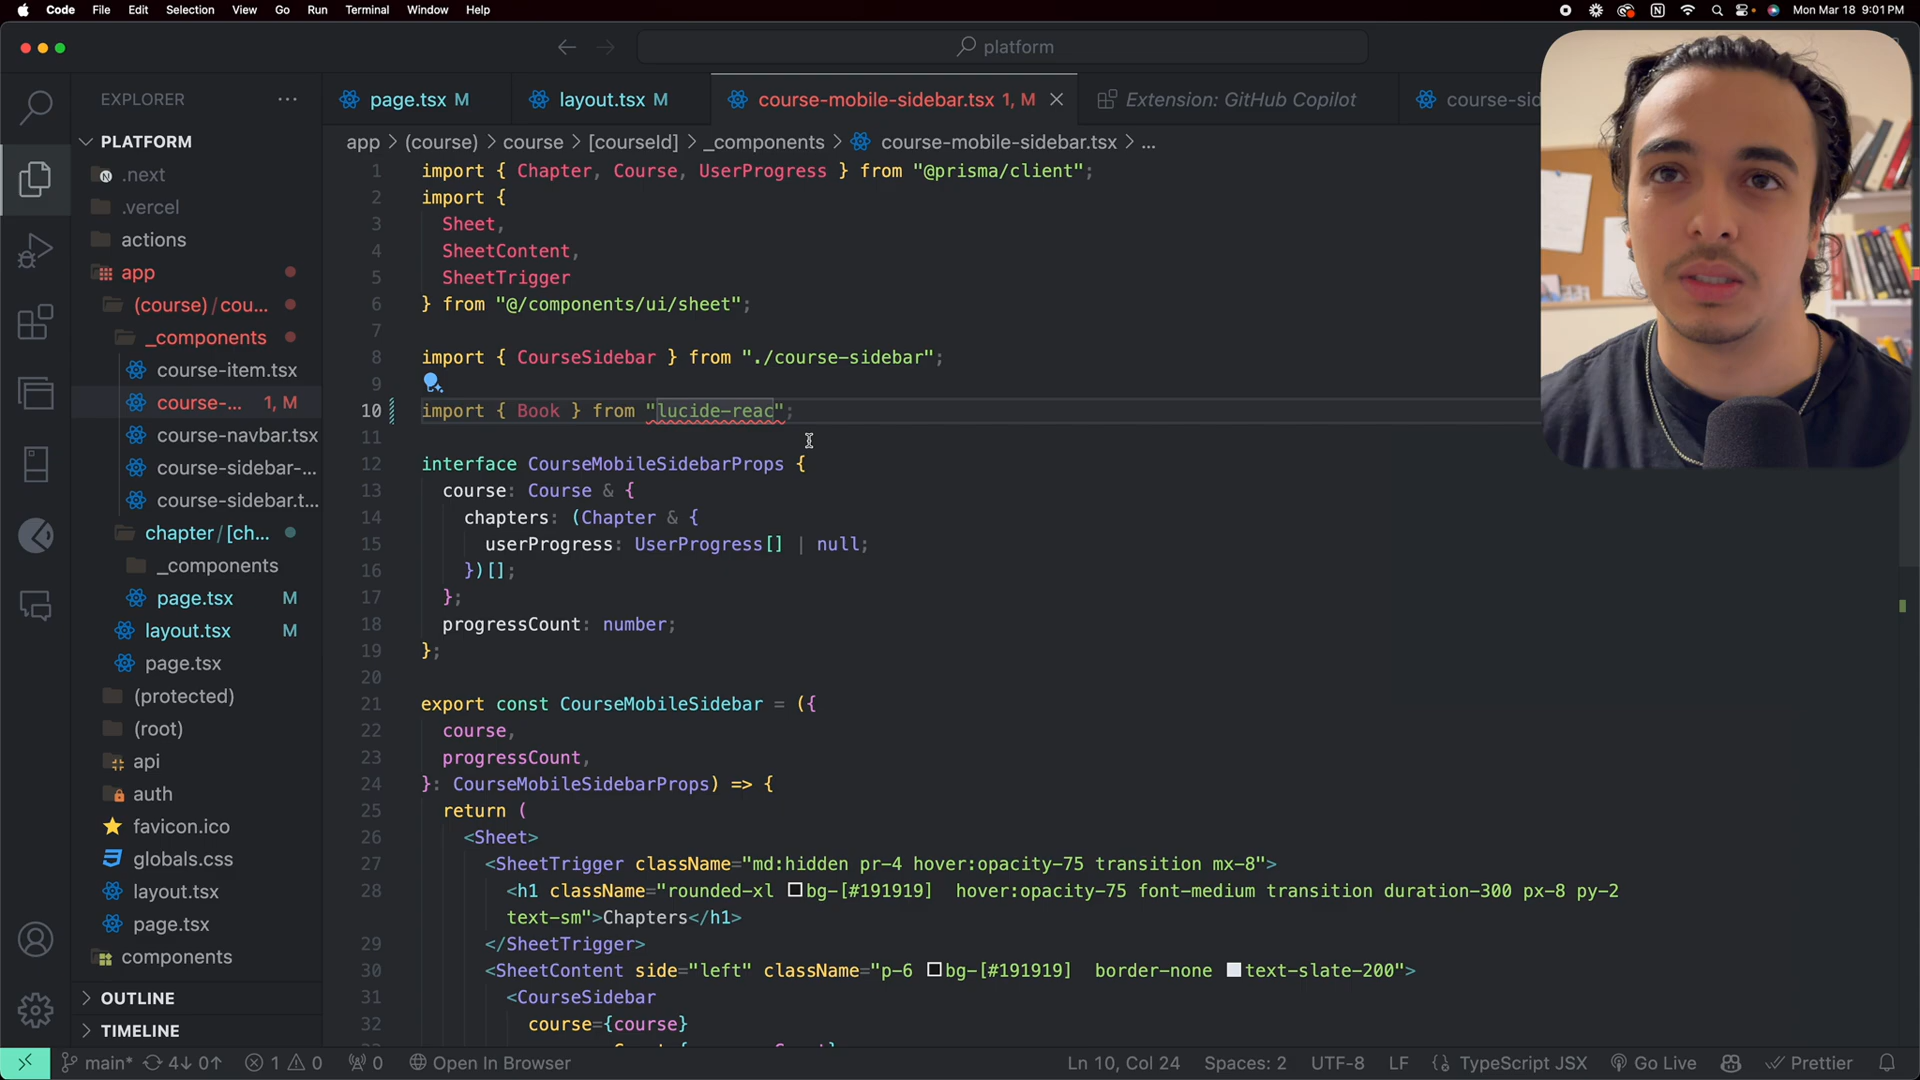 Code File Edit Selection View Go Run Terminal Window Help
Mon Mar 18 9:01 PM
platform
EXPLORER
page.tsx M
layout.tsx M
course-mobile-sidebar.tsx 1, M
Extension: GitHub Copilot
course-sid
app > (course) > course > [courseId] > _components > course-mobile-sidebar.tsx > ...
PLATFORM
.next
.vercel
actions
app
(course) / cou...
_components
course-item.tsx
course-... 1, M
course-navbar.tsx
course-sidebar-...
course-sidebar.t...
chapter / [ch...
_components
page.tsx M
layout.tsx M
page.tsx
(protected)
(root)
api
auth
favicon.ico
globals.css
layout.tsx
page.tsx
components
OUTLINE
TIMELINE
1 import { Chapter, Course, UserProgress } from "@prisma/client";
2 import {
3 Sheet,
4 SheetContent,
5 SheetTrigger
6 } from "@/components/ui/sheet";
7
8 import { CourseSidebar } from "./course-sidebar";
9
10 import { Book } from "lucide-reac";
11
12 interface CourseMobileSidebarProps {
13 course: Course & {
14 chapters: (Chapter & {
15 userProgress: UserProgress[] | null;
16 })[];
17 };
18 progressCount: number;
19 };
20
21 export const CourseMobileSidebar = ({
22 course,
23 progressCount,
24 }: CourseMobileSidebarProps) => {
25 return (
26 <Sheet>
27 <SheetTrigger className="md:hidden pr-4 hover:opacity-75 transition mx-8">
28 <h1 className="rounded-xl bg-[#191919] hover:opacity-75 font-medium transition duration-300 px-8 py-2
text-sm">Chapters</h1>
29 </SheetTrigger>
30 <SheetContent side="left" className="p-6 bg-[#191919] border-none text-slate-200">
31 <CourseSidebar
32 course={course}
main* 4↓ 0↑ 1 0 0 Open In Browser
Ln 10, Col 24 Spaces: 2 UTF-8 LF {} TypeScript JSX Go Live Prettier